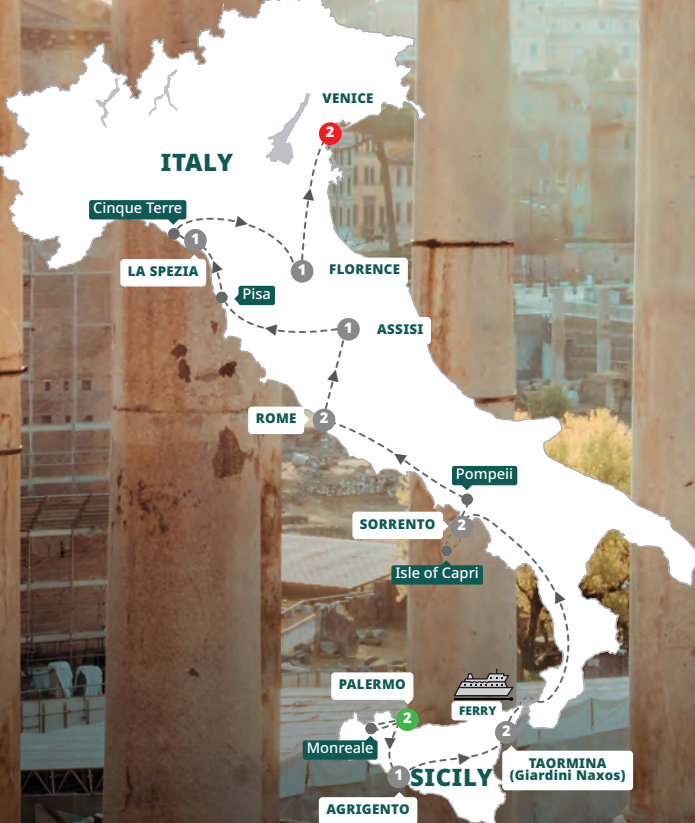 VENICE
2
ITALY
Cinque Terre
1
LA SPEZIA
1
FLORENCE
Pisa
1
ASSISI
ROME
2
Pompeii
SORRENTO
2
Isle of Capri
PALERMO
2
FERRY
2
Monreale
TAORMINA
(Giardini Naxos)
1
SICILY
AGRIGENTO